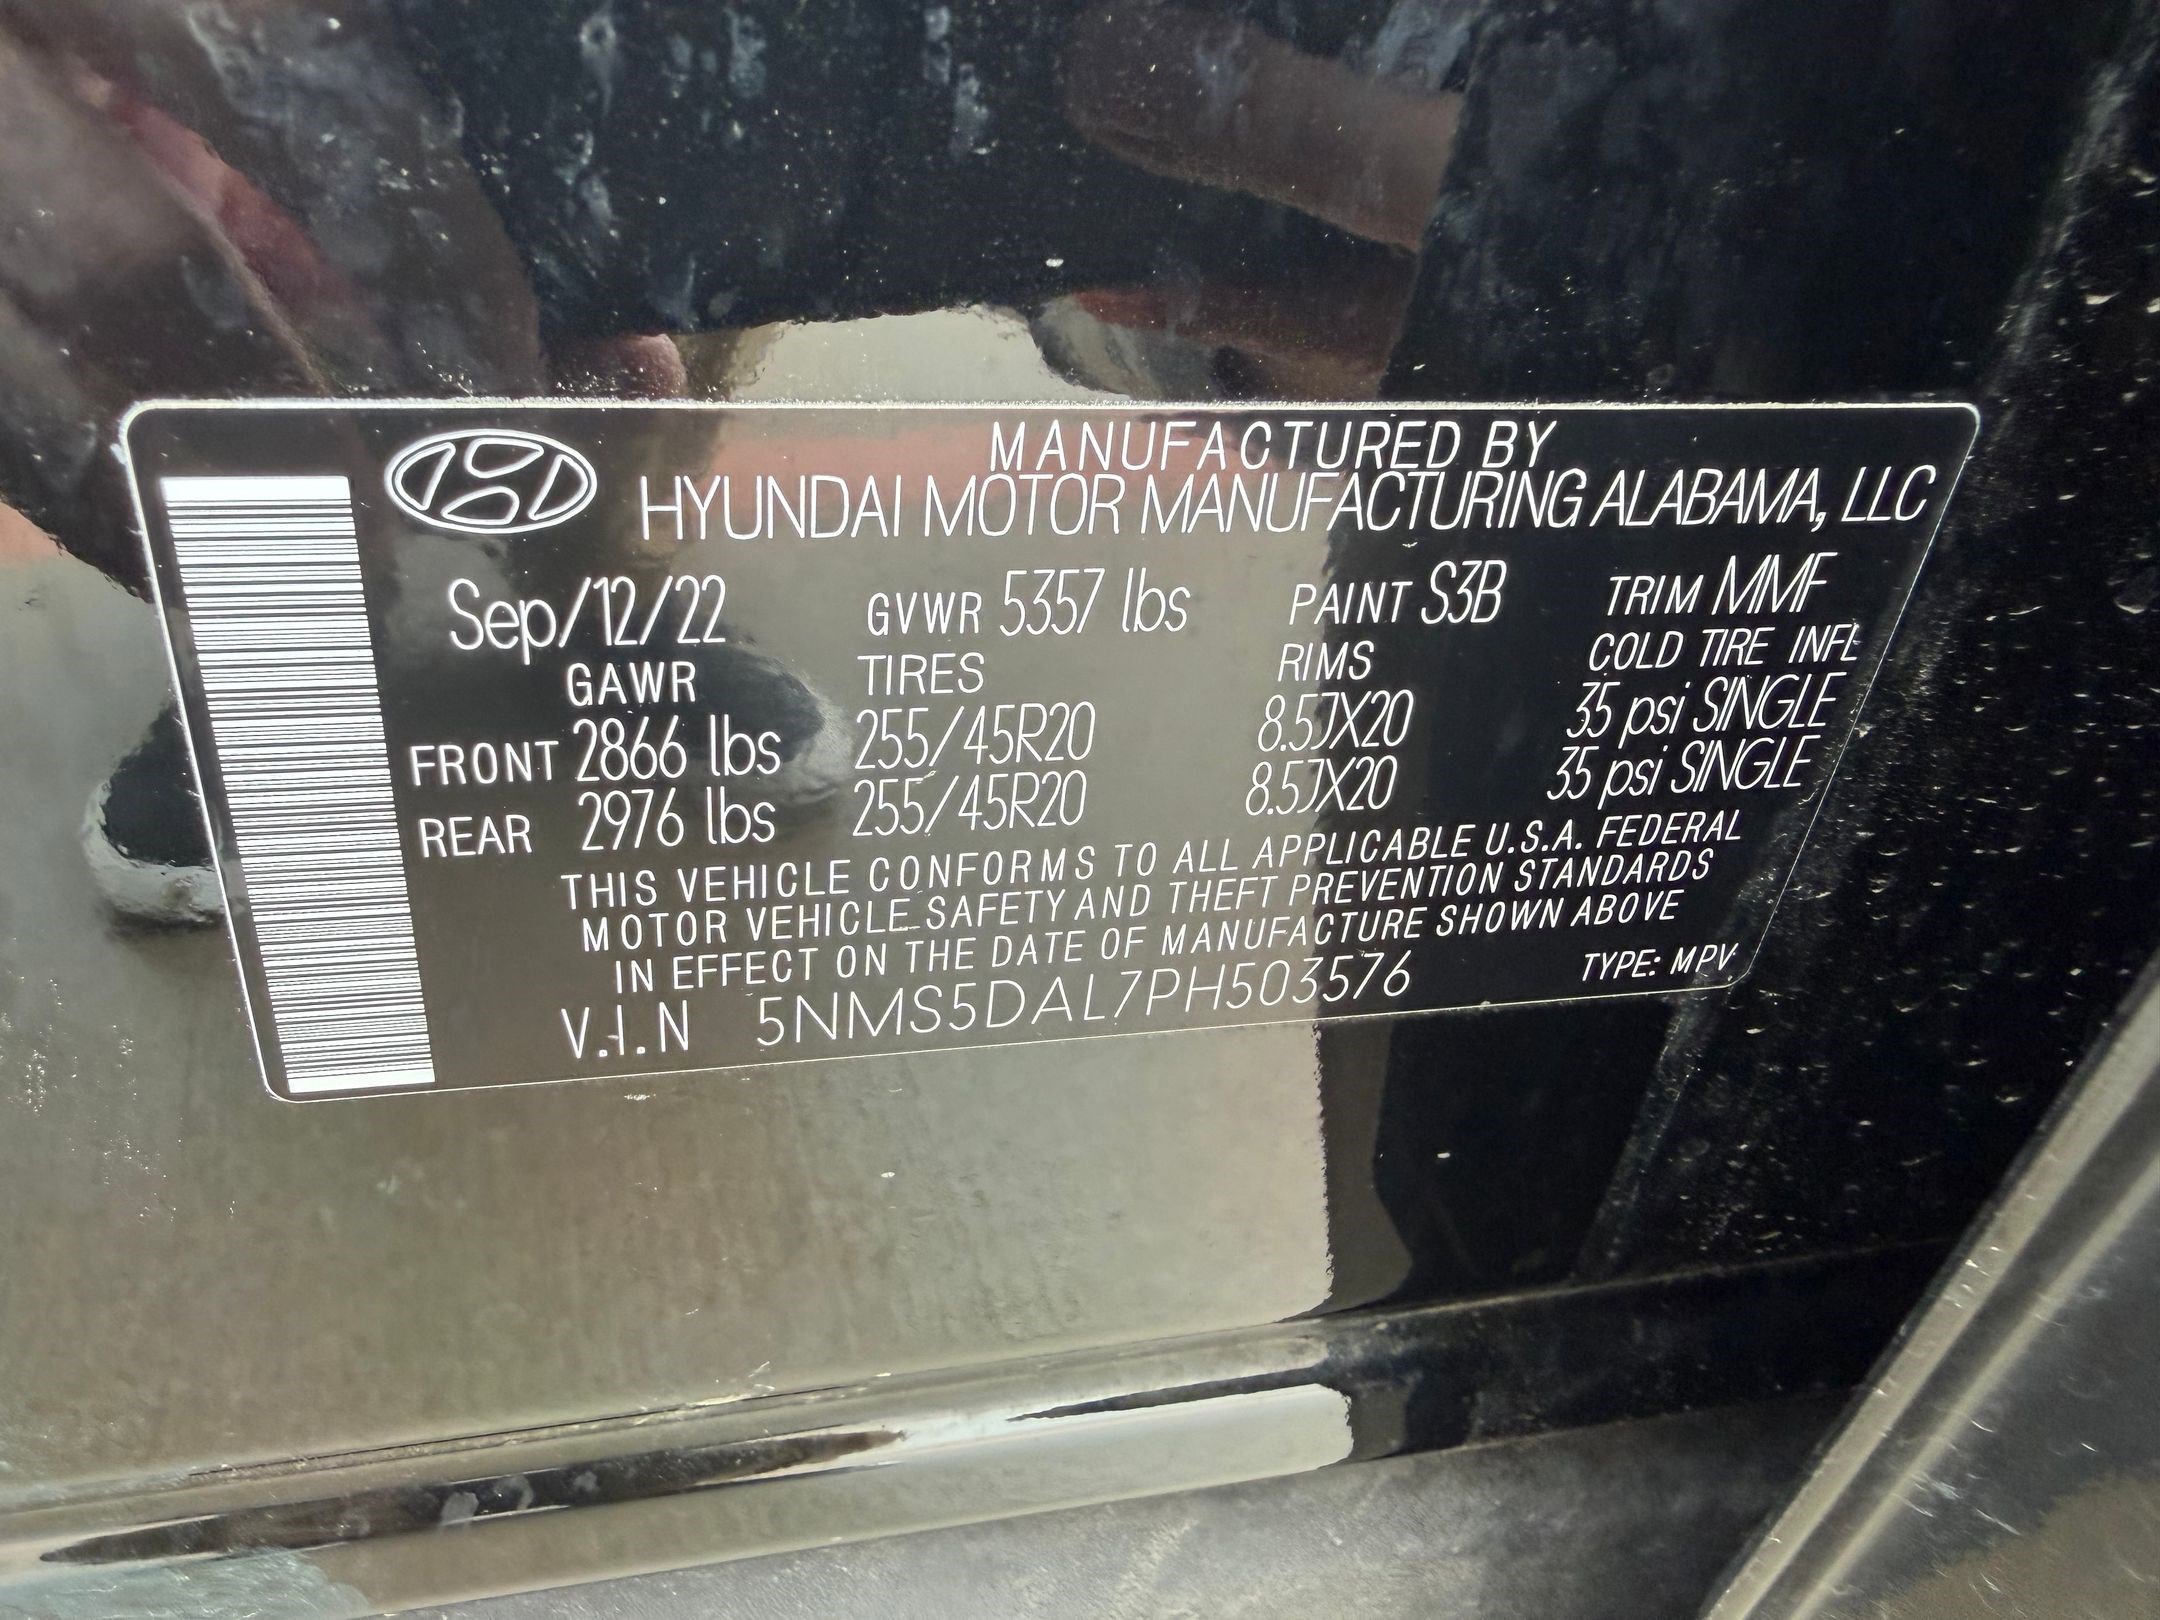 MANUFACTURED BY
HYUNDAI MOTOR MANUFACTURING ALABAMA, LLC
Sep/12/22 GVWR 5357 lbs PAINT S3B TRIM MMF
GAWR TIRES RIMS COLD TIRE INFL
FRONT 2866 lbs 255/45R20 8.5JX20 35 psi SINGLE
REAR 2976 lbs 255/45R20 8.5JX20 35 psi SINGLE
THIS VEHICLE CONFORMS TO ALL APPLICABLE U.S.A. FEDERAL
MOTOR VEHICLE SAFETY AND THEFT PREVENTION STANDARDS
IN EFFECT ON THE DATE OF MANUFACTURE SHOWN ABOVE
V.I.N 5NMS5DAL7PH503576 TYPE: MPV